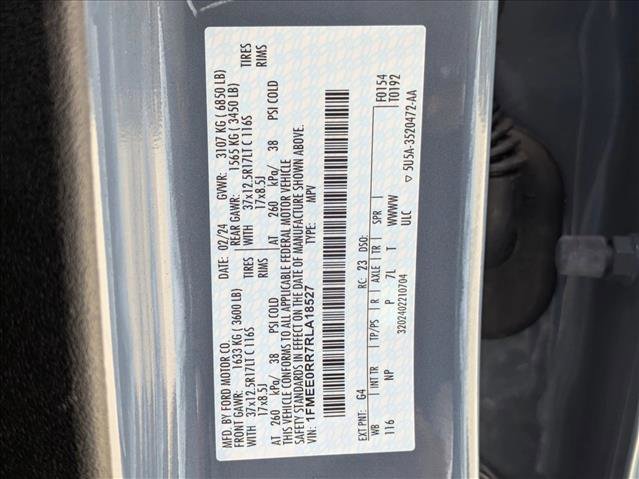 MFD. BY FORD MOTOR CO. DATE: 02/24 GVWR: 3107 KG ( 6850 LB)
FRONT GAWR: 1633 KG ( 3600 LB) REAR GAWR: 1565 KG ( 3450 LB)
WITH 37x12.5R17LT C 116S TIRES WITH 37x12.5R17LT C 116S TIRES
17x8.5J RIMS 17x8.5J RIMS
AT 260 kPa/ 38 PSI COLD AT 260 kPa/ 38 PSI COLD
THIS VEHICLE CONFORMS TO ALL APPLICABLE FEDERAL MOTOR VEHICLE
SAFETY STANDARDS IN EFFECT ON THE DATE OF MANUFACTURE SHOWN ABOVE.
VIN: 1FMEE0RR7RLA18527 TYPE: MPV
F0154
T0192
EXT PNT: G4 RC: 23 DSO:
WB INT TR TP/PS R AXLE TR SPR
116 NP P 7L T WWWW
3202402210704 ULC ▽ 5U5A-3520472-AA